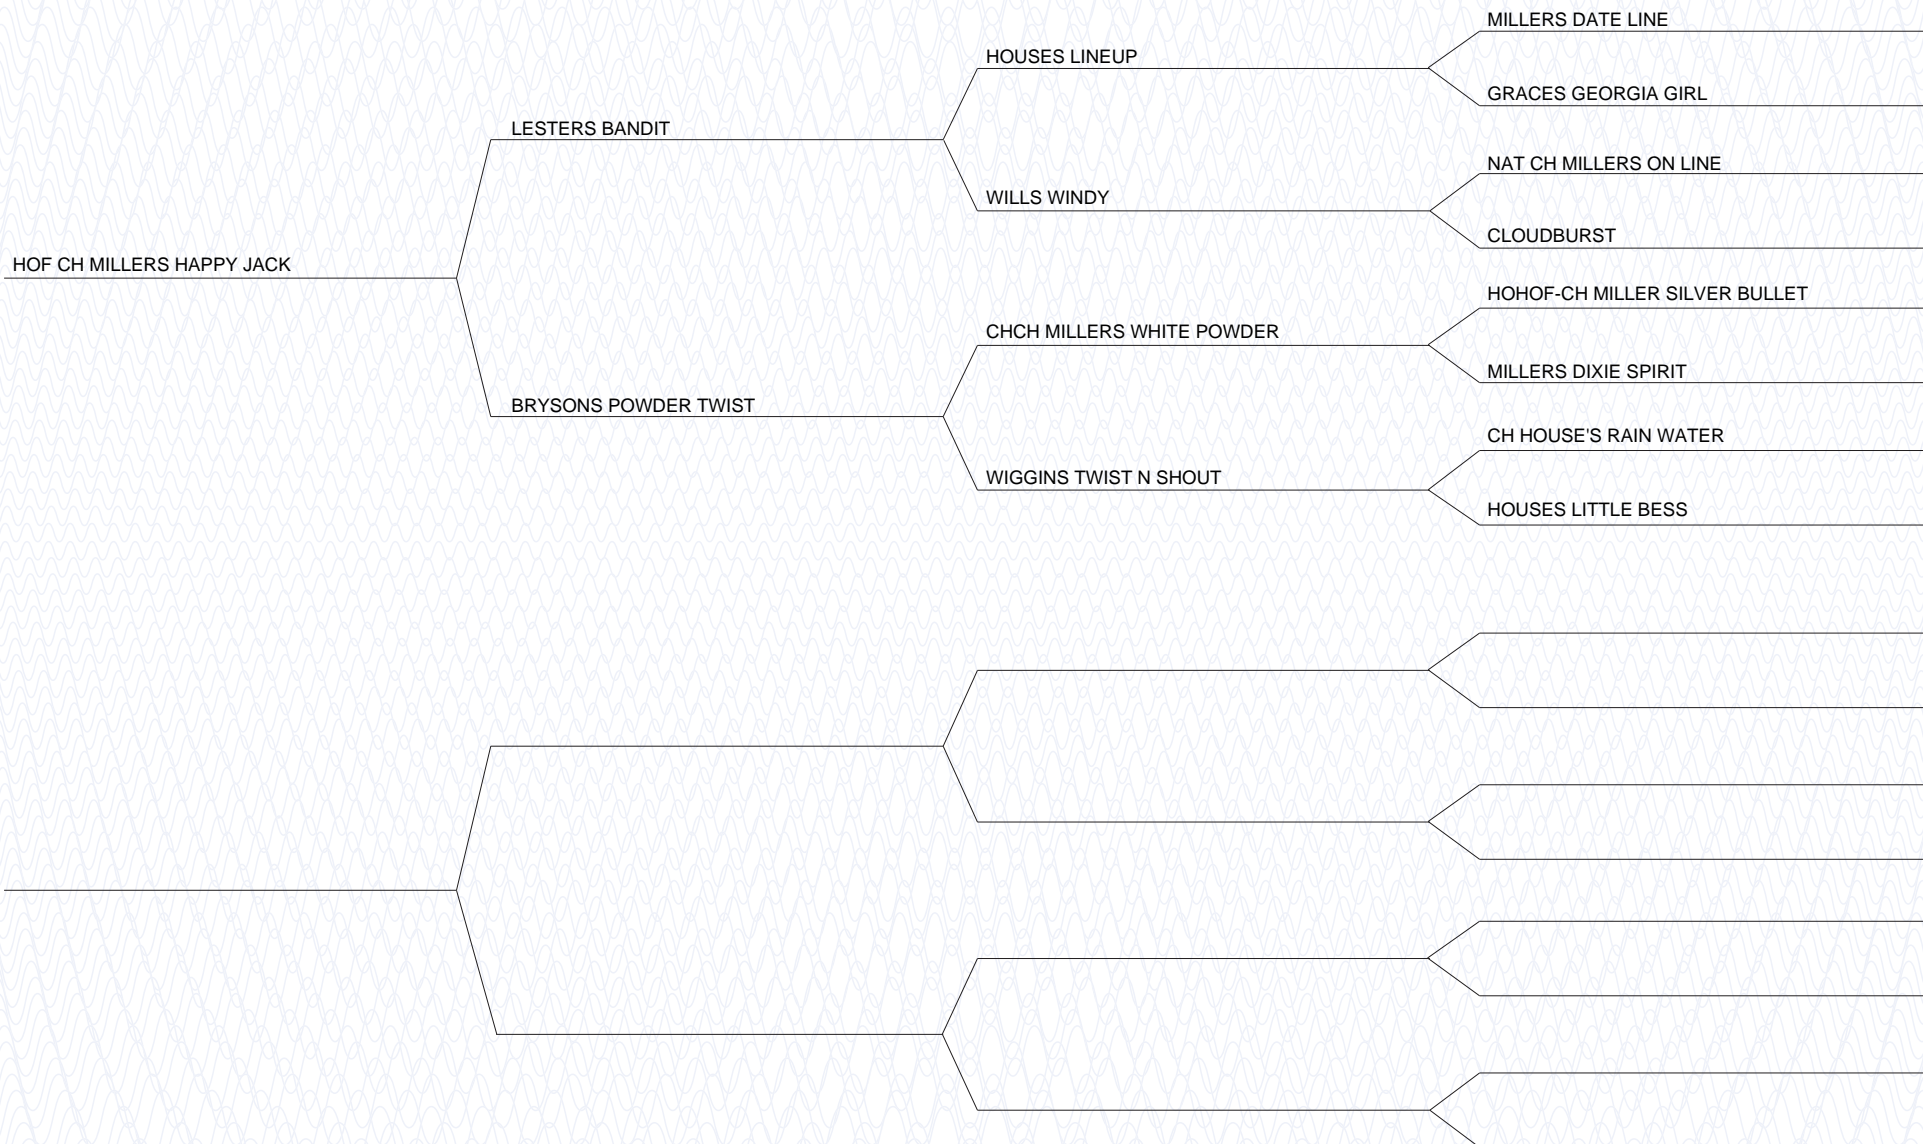 MILLERS DATE LINE
HOUSES LINEUP
GRACES GEORGIA GIRL
LESTERS BANDIT
NAT CH MILLERS ON LINE
WILLS WINDY
CLOUDBURST
HOF CH MILLERS HAPPY JACK
HOHOF-CH MILLER SILVER BULLET
CHCH MILLERS WHITE POWDER
MILLERS DIXIE SPIRIT
BRYSONS POWDER TWIST
CH HOUSE'S RAIN WATER
WIGGINS TWIST N SHOUT
HOUSES LITTLE BESS